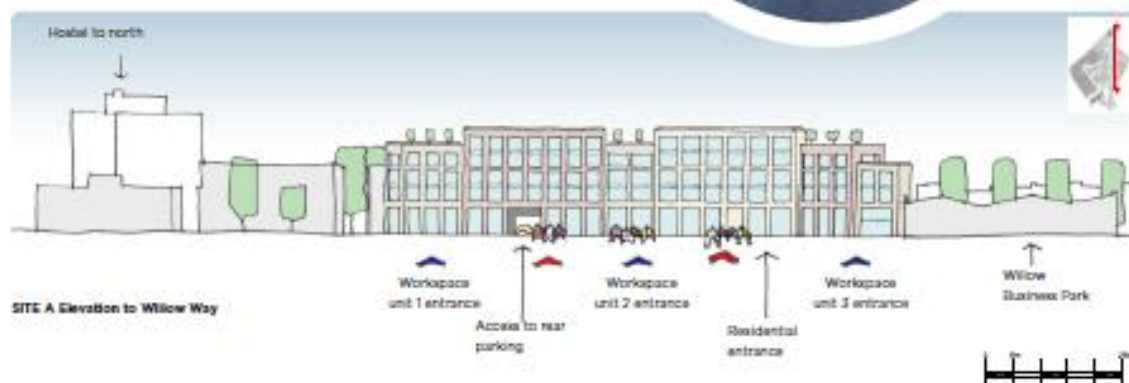 Hostel to north
Workspace
unit 1 entrance
Workspace
unit 2 entrance
Workspace
unit 3 entrance
Willow
Business Park
SITE A Elevation to Willow Way
Access to rear
parking
Residential
entrance